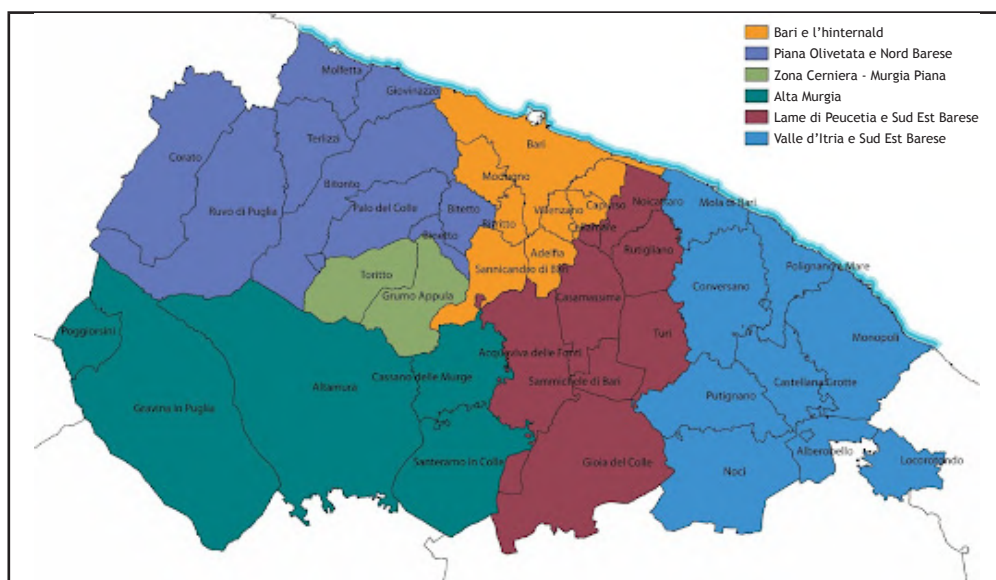 Bari e l'hinternald
Piana Olivetata e Nord Barese
Zona Cerniera - Murgia Piana
Alta Murgia
Lame di Peucetia e Sud Est Barese
Valle d'Itria e Sud Est Barese
Molfetta
Giovinazzo
Terlizzi
Bari
Corato
Modugno
Bitonto
Ruvo di Puglia
Palo del Colle
Bitetto
Bitritto
Valenzano
Capurso
Noicattaro
Mola di Bari
Cellamare
Rutigliano
Binetto
Adelfia
Sannicandro di Bari
Toritto
Grumo Appula
Polignano a Mare
Conversano
Casamassima
Poggiorsini
Turi
Monopoli
Acquaviva delle Fonti
Cassano delle Murge
Altamura
Sammichele di Bari
Castellana Grotte
Gravina in Puglia
Putignano
Alberobello
Santeramo in Colle
Gioia del Colle
Noci
Locorotondo